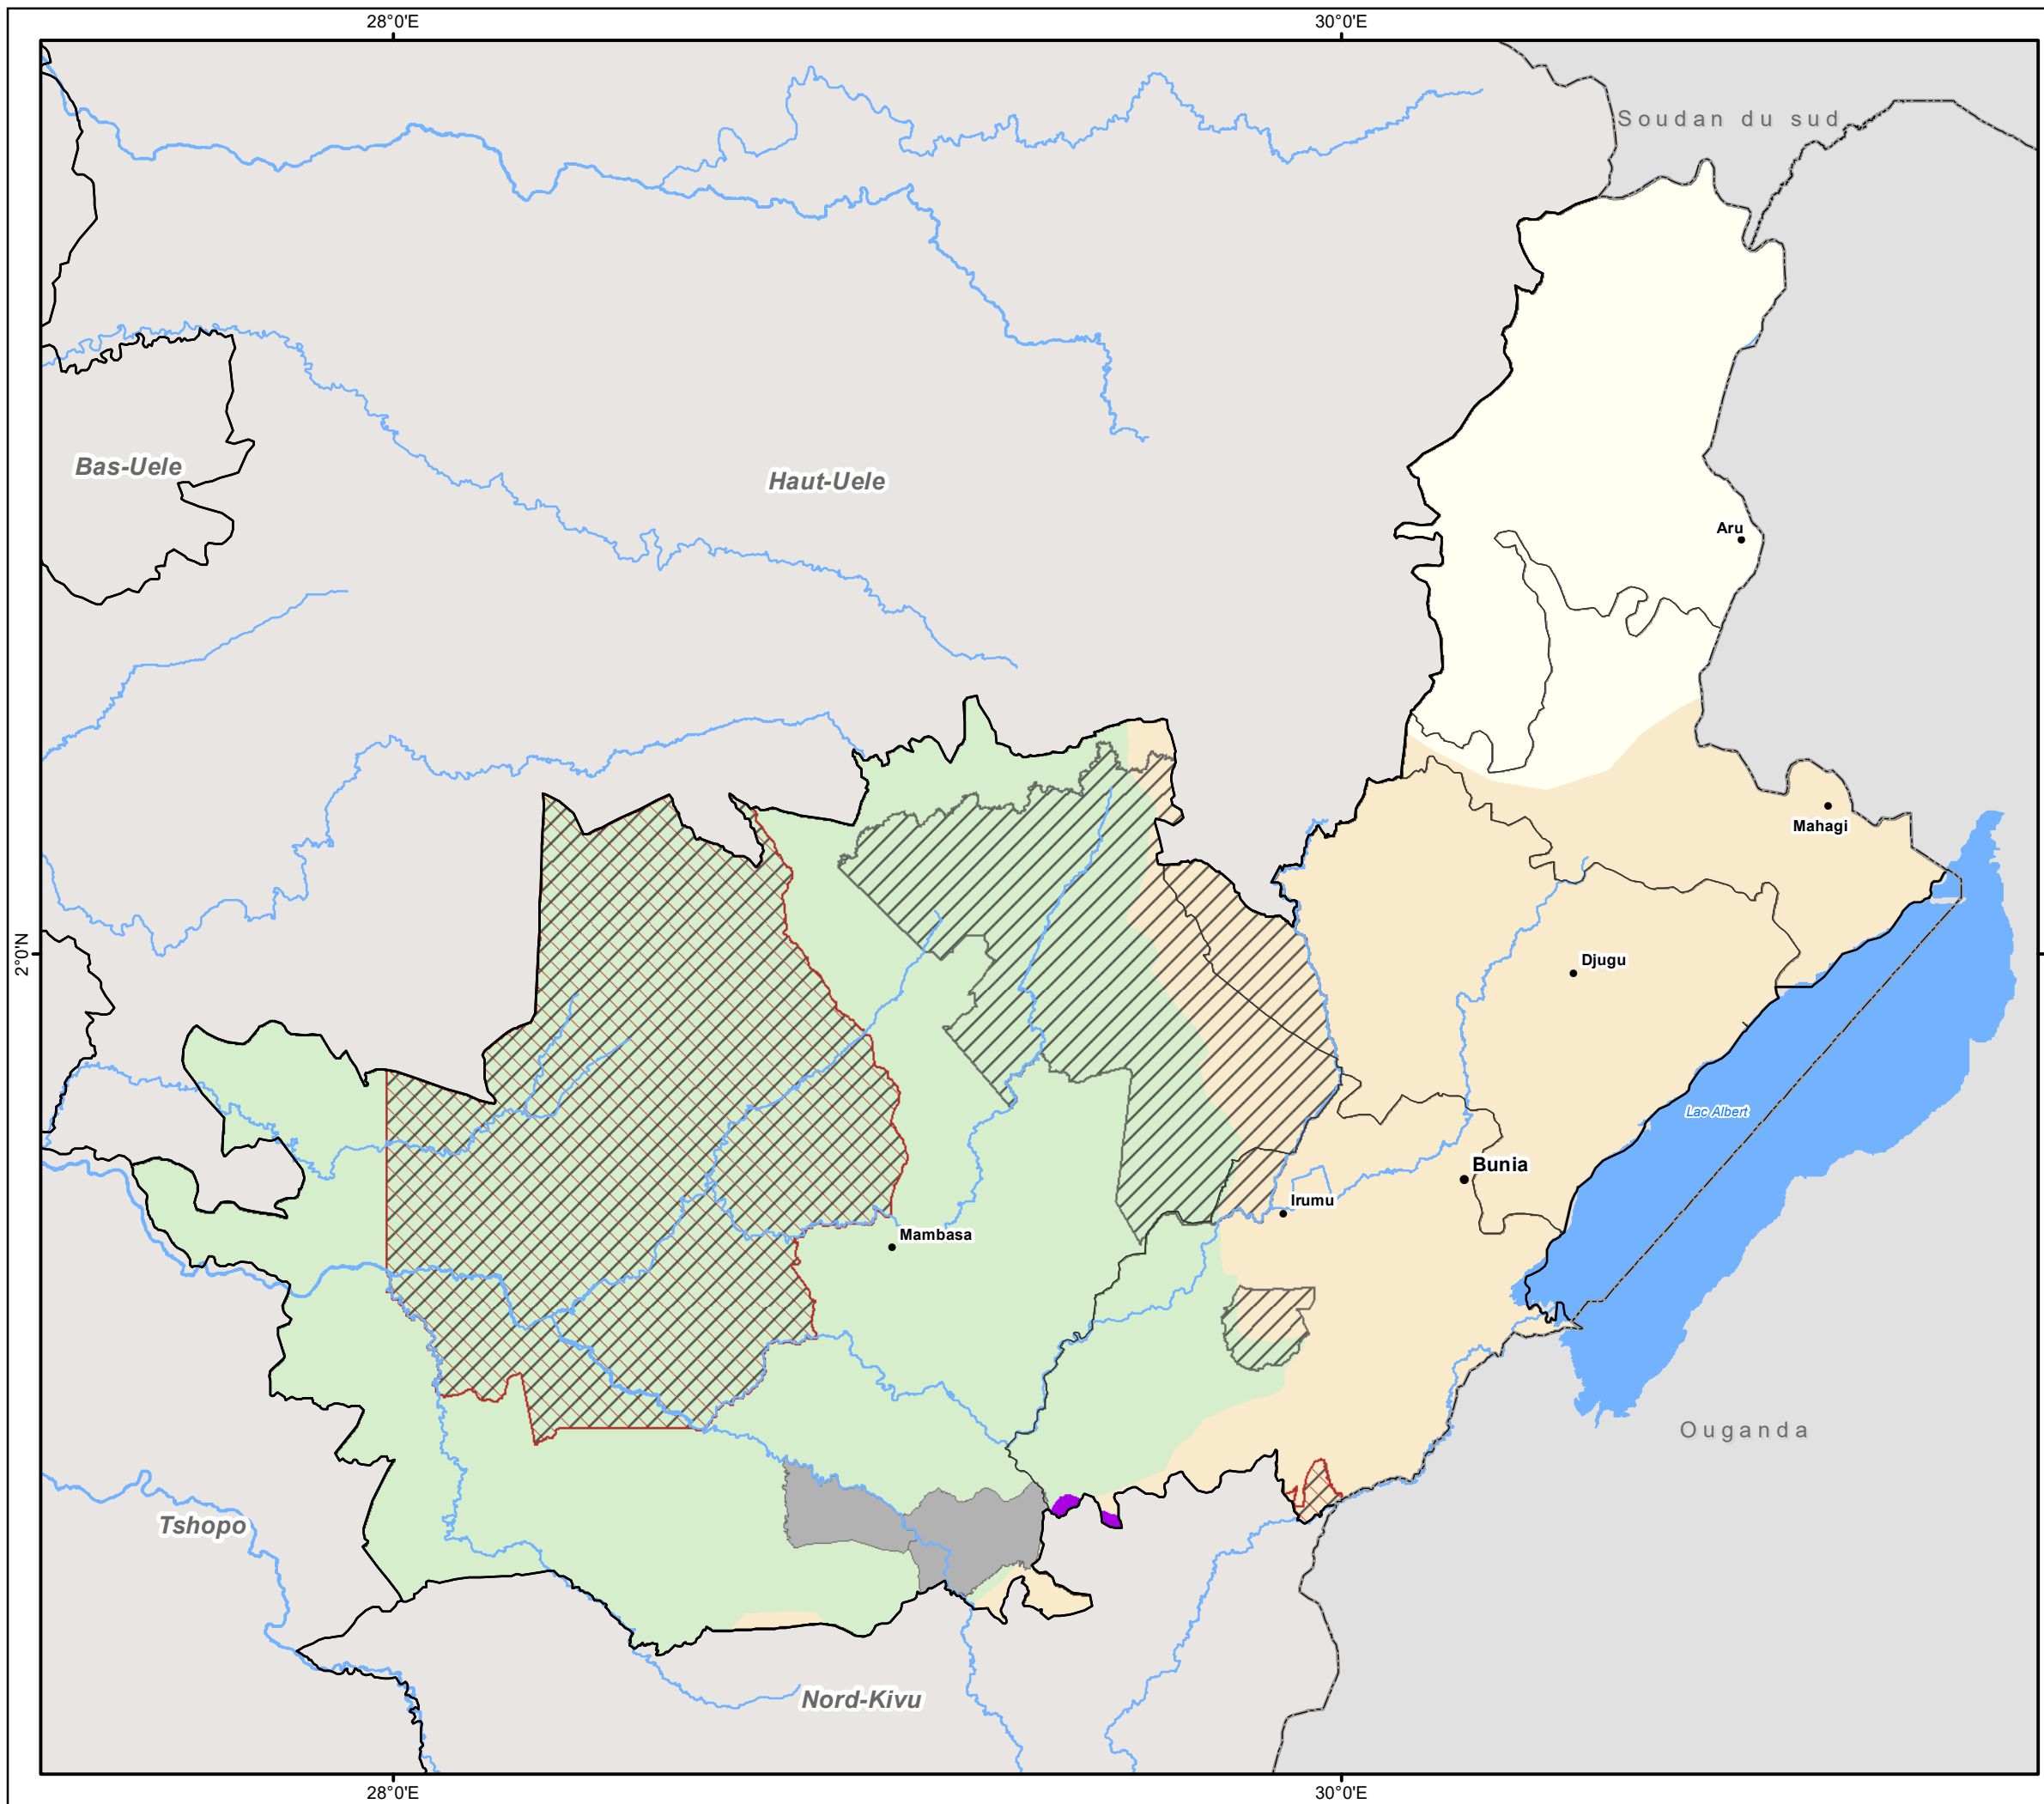 28°0'E
30°0'E
Soudan du sud
Bas-Uele
Haut-Uele
Aru
Mahagi
2°0'N
Djugu
Lac Albert
Bunia
Irumu
Mambasa
Ouganda
Tshopo
Nord-Kivu
28°0'E
30°0'E